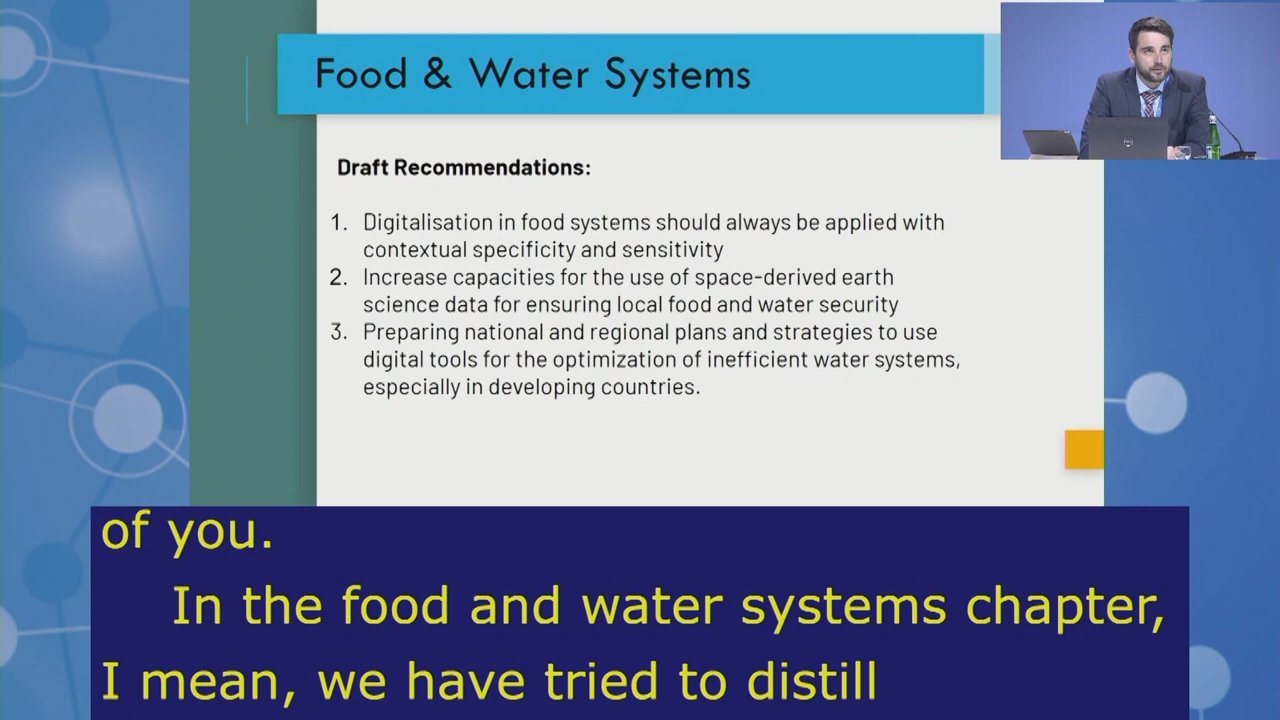 Food & Water Systems
Draft Recommendations:
1. Digitalisation in food systems should always be applied with
contextual specificity and sensitivity
2. Increase capacities for the use of space-derived earth
science data for ensuring local food and water security
3. Preparing national and regional plans and strategies to use
digital tools for the optimization of inefficient water systems,
especially in developing countries.
of you.
In the food and water systems chapter,
I mean, we have tried to distill